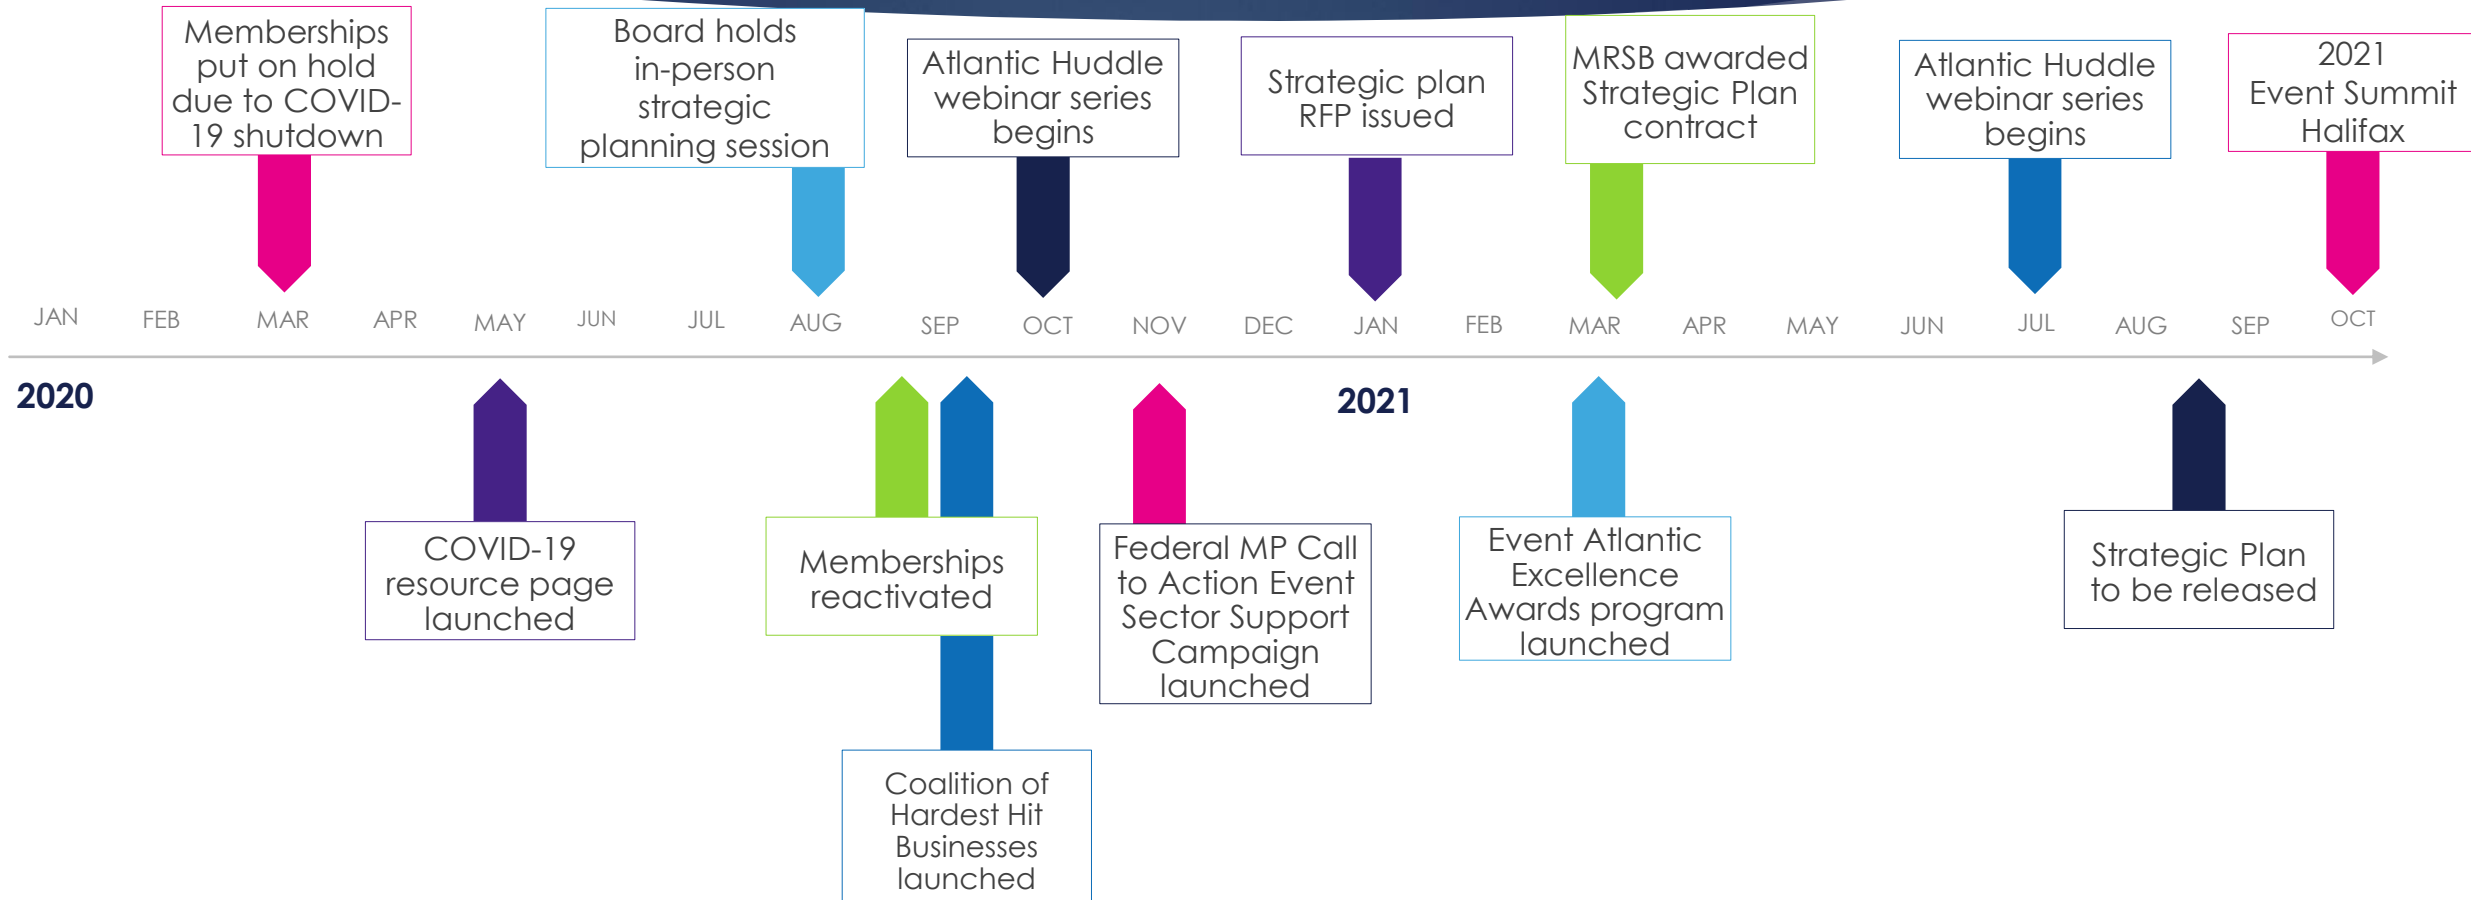 Memberships
put on hold
due to COVID-
19 shutdown
Board holds
in-person
strategic
planning session
Atlantic Huddle
webinar series
begins
Strategic plan
RFP issued
MRSB awarded
Strategic Plan
contract
Atlantic Huddle
webinar series
begins
2021
Event Summit
Halifax
JAN FEB MAR APR MAY JUN JUL AUG SEP OCT NOV DEC JAN FEB MAR APR MAY JUN JUL AUG SEP OCT
2020 2021
COVID-19
resource page
launched
Memberships
reactivated
Coalition of
Hardest Hit
Businesses
launched
Federal MP Call
to Action Event
Sector Support
Campaign
launched
Event Atlantic
Excellence
Awards program
launched
Strategic Plan
to be released